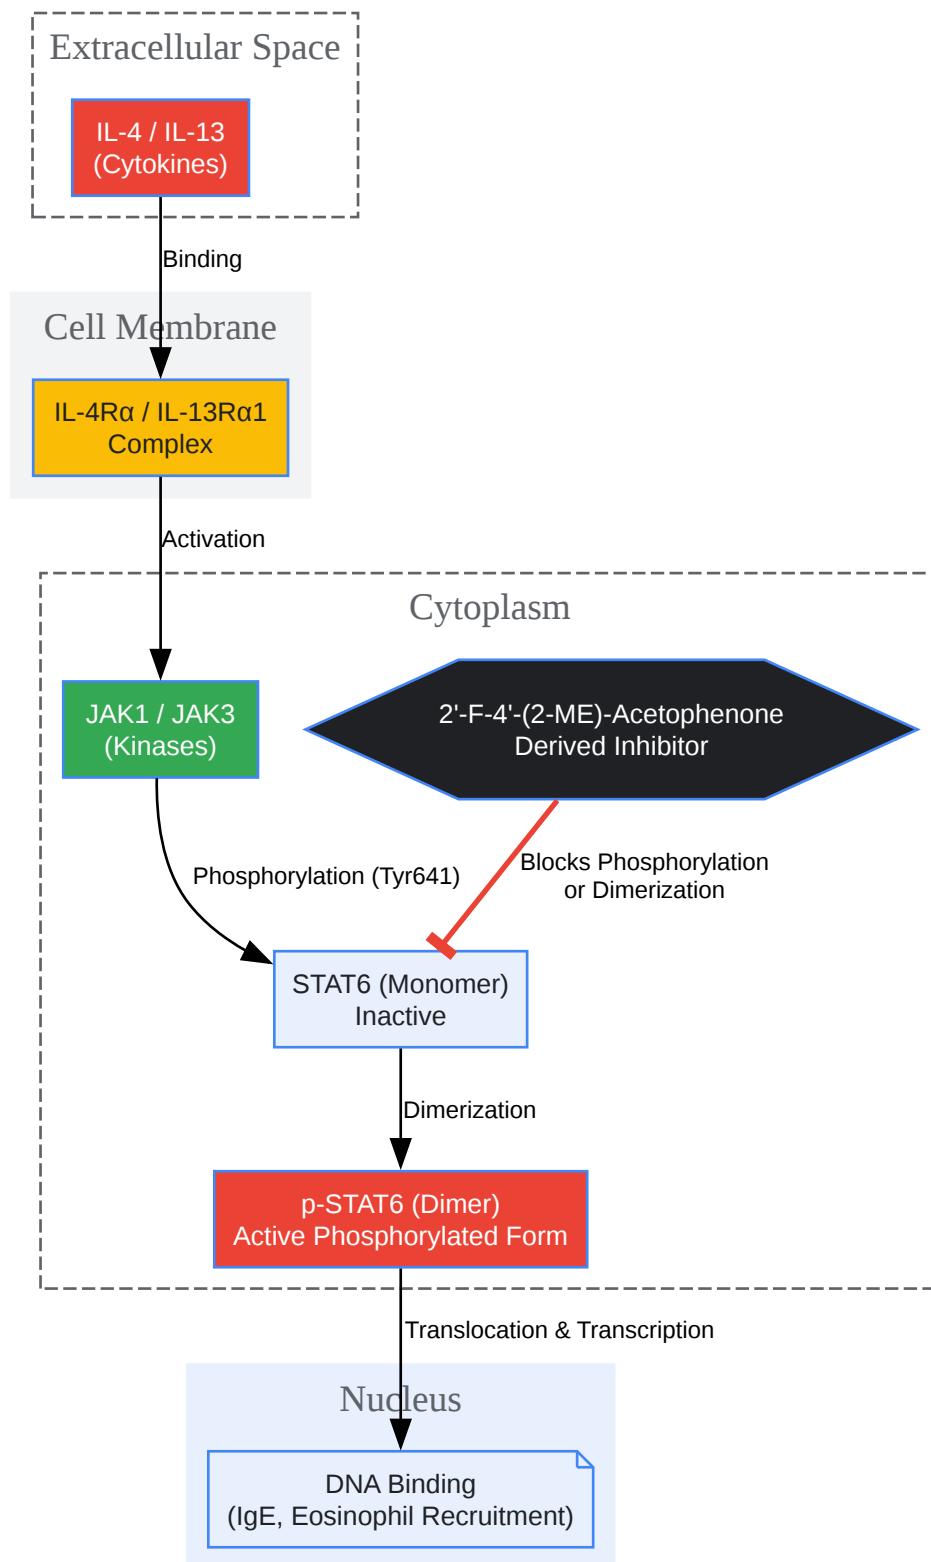 Extracellular Space
IL-4 / IL-13
(Cytokines)
Binding
Cell Membrane
IL-4Rα / IL-13Rα1
Complex
Activation
Cytoplasm
JAK1 / JAK3
(Kinases)
2'-F-4'-(2-ME)-Acetophenone
Derived Inhibitor
Phosphorylation (Tyr641)
Blocks Phosphorylation
or Dimerization
STAT6 (Monomer)
Inactive
Dimerization
p-STAT6 (Dimer)
Active Phosphorylated Form
Translocation & Transcription
Nucleus
DNA Binding
(IgE, Eosinophil Recruitment)